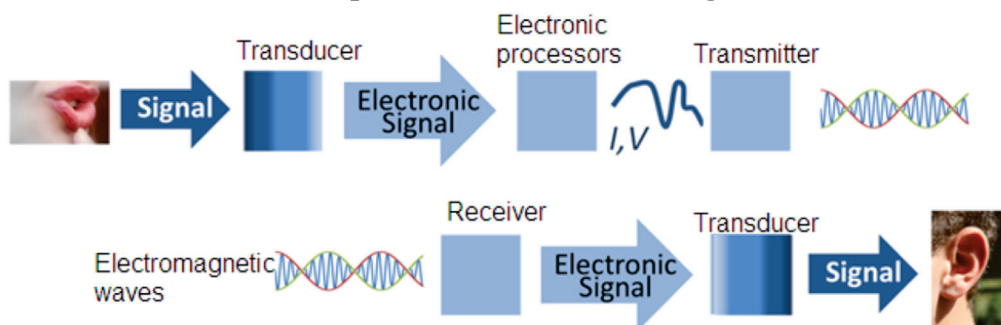 Electronic
processors
Transducer
Transmitter
Signal
Electronic
Signal
I,V
Receiver
Transducer
Electromagnetic
waves
Electronic
Signal
Signal